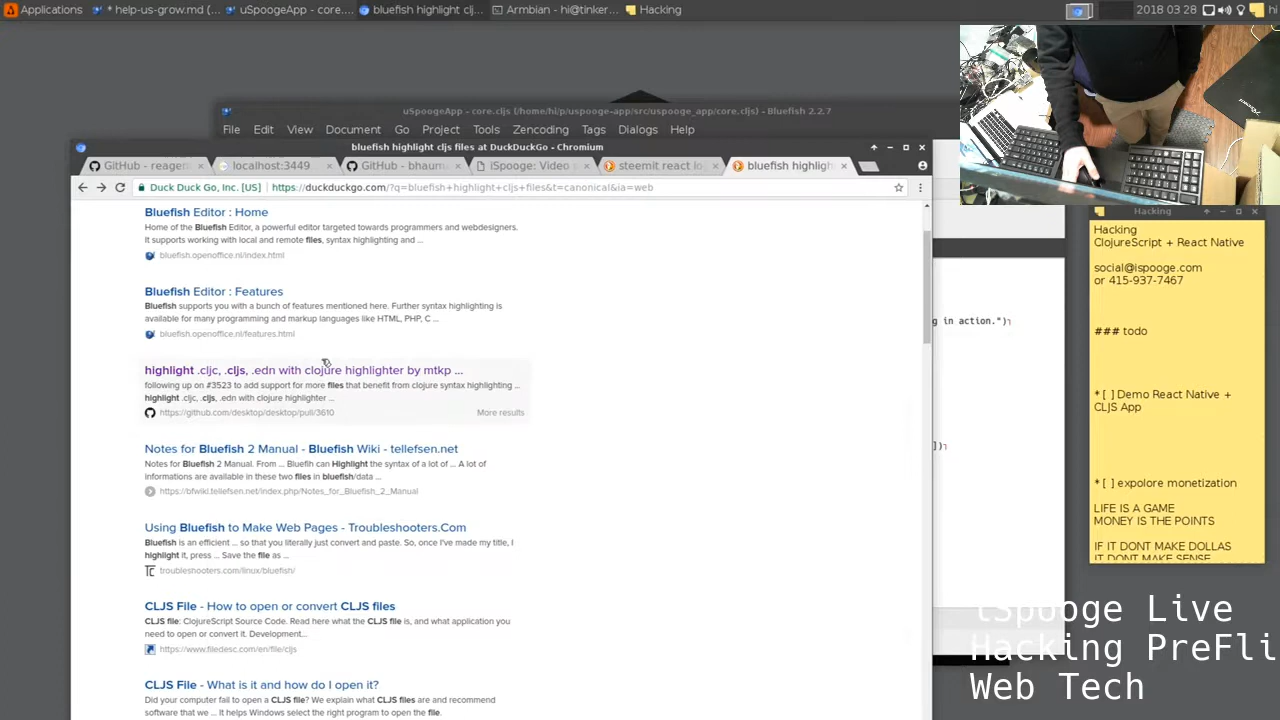 Applications
* help-us-grow.md (...
uSpoogeApp - core....
bluefish highlight clj...
Armbian - hi@tinker...
Hacking
2018 03 28
hi
uSpoogeApp - core.cljs (/home/hi/p/uspooge-app/src/uspooge_app/core.cljs) - Bluefish 2.2.7
File Edit View Document Go Project Tools Zencoding Tags Dialogs Help
bluefish highlight cljs files at DuckDuckGo - Chromium
GitHub - reagen
localhost:3449
GitHub - bhaum
iSpooge: Video
steemit react lo
bluefish highligh
Duck Duck Go, Inc. [US]
https://duckduckgo.com/?q=bluefish+highlight+cljs+files&t=canonical&ia=web
Bluefish Editor : Home
Home of the Bluefish Editor, a powerful editor targeted towards programmers and webdesigners.
It supports working with local and remote files, syntax highlighting and ...
bluefish.openoffice.nl/index.html
Bluefish Editor : Features
Bluefish supports you with a bunch of features mentioned here. Further syntax highlighting is
available for many programming and markup languages like HTML, PHP, C ...
bluefish.openoffice.nl/features.html
highlight .cljc, .cljs, .edn with clojure highlighter by mtkp ...
following up on #3523 to add support for more files that benefit from clojure syntax highlighting ...
highlight .cljc, .cljs, .edn with clojure highlighter ...
https://github.com/desktop/desktop/pull/3610
More results
Notes for Bluefish 2 Manual - Bluefish Wiki - tellefsen.net
Notes for Bluefish 2 Manual. From ... Bluefih can Highlight the syntax of a lot of ... A lot of
informations are available in these two files in bluefish/data ...
https://bfwiki.tellefsen.net/index.php/Notes_for_Bluefish_2_Manual
Using Bluefish to Make Web Pages - Troubleshooters.Com
Bluefish is an efficient ... so that you literally just convert and paste. So, once I've made my title, I
highlight it, press ... Save the file as ...
troubleshooters.com/linux/bluefish/
CLJS File - How to open or convert CLJS files
CLJS file: ClojureScript Source Code. Read here what the CLJS file is, and what application you
need to open or convert it. Development...
https://www.filedesc.com/en/file/cljs
CLJS File - What is it and how do I open it?
Did your computer fail to open a CLJS file? We explain what CLJS files are and recommend
software that we ... It helps Windows select the right program to open the file.
g in action.")
])
Hacking
Hacking
ClojureScript + React Native
social@ispooge.com
or 415-937-7467
### todo
* [ ] Demo React Native +
CLJS App
* [ ] expolore monetization
LIFE IS A GAME
MONEY IS THE POINTS
IF IT DONT MAKE DOLLAS
IT DONT MAKE SENSE
iSpooge Live
Hacking PreFli
Web Tech